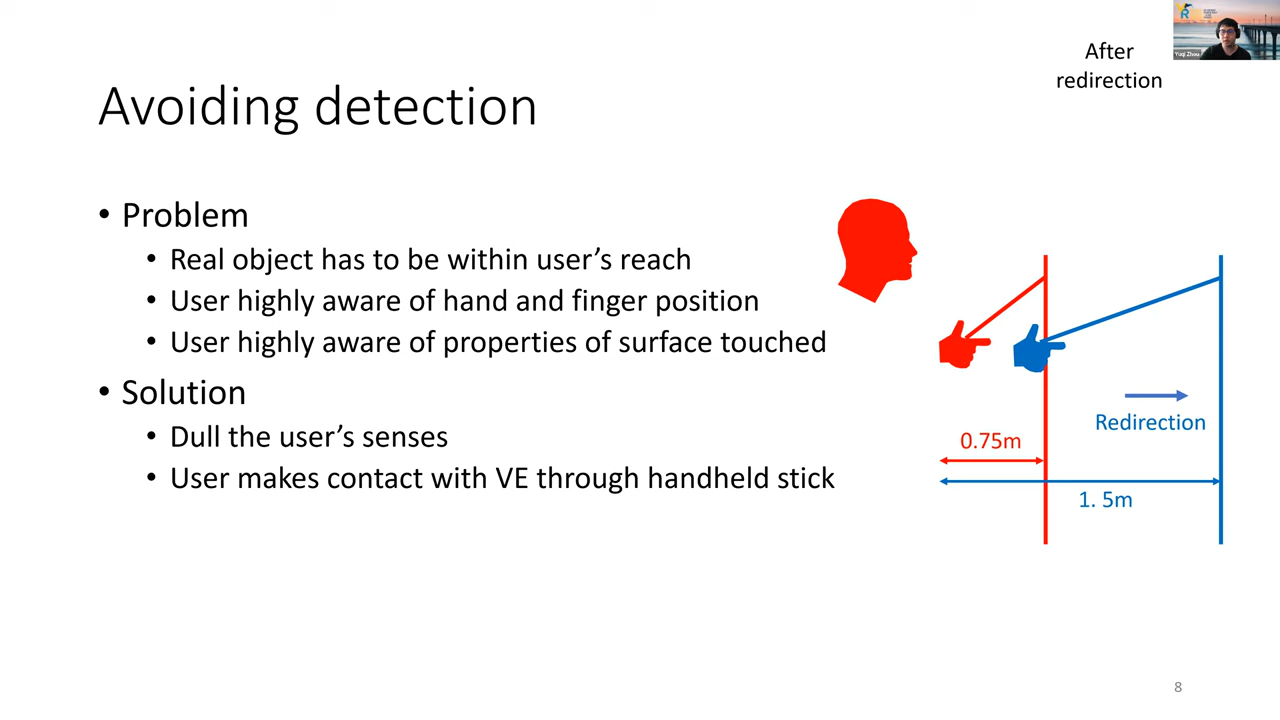 After
redirection
Yuqi Zhou
Avoiding detection
• Problem
• Real object has to be within user's reach
• User highly aware of hand and finger position
• User highly aware of properties of surface touched
• Solution
• Dull the user's senses
• User makes contact with VE through handheld stick
Redirection
0.75m
1. 5m
8